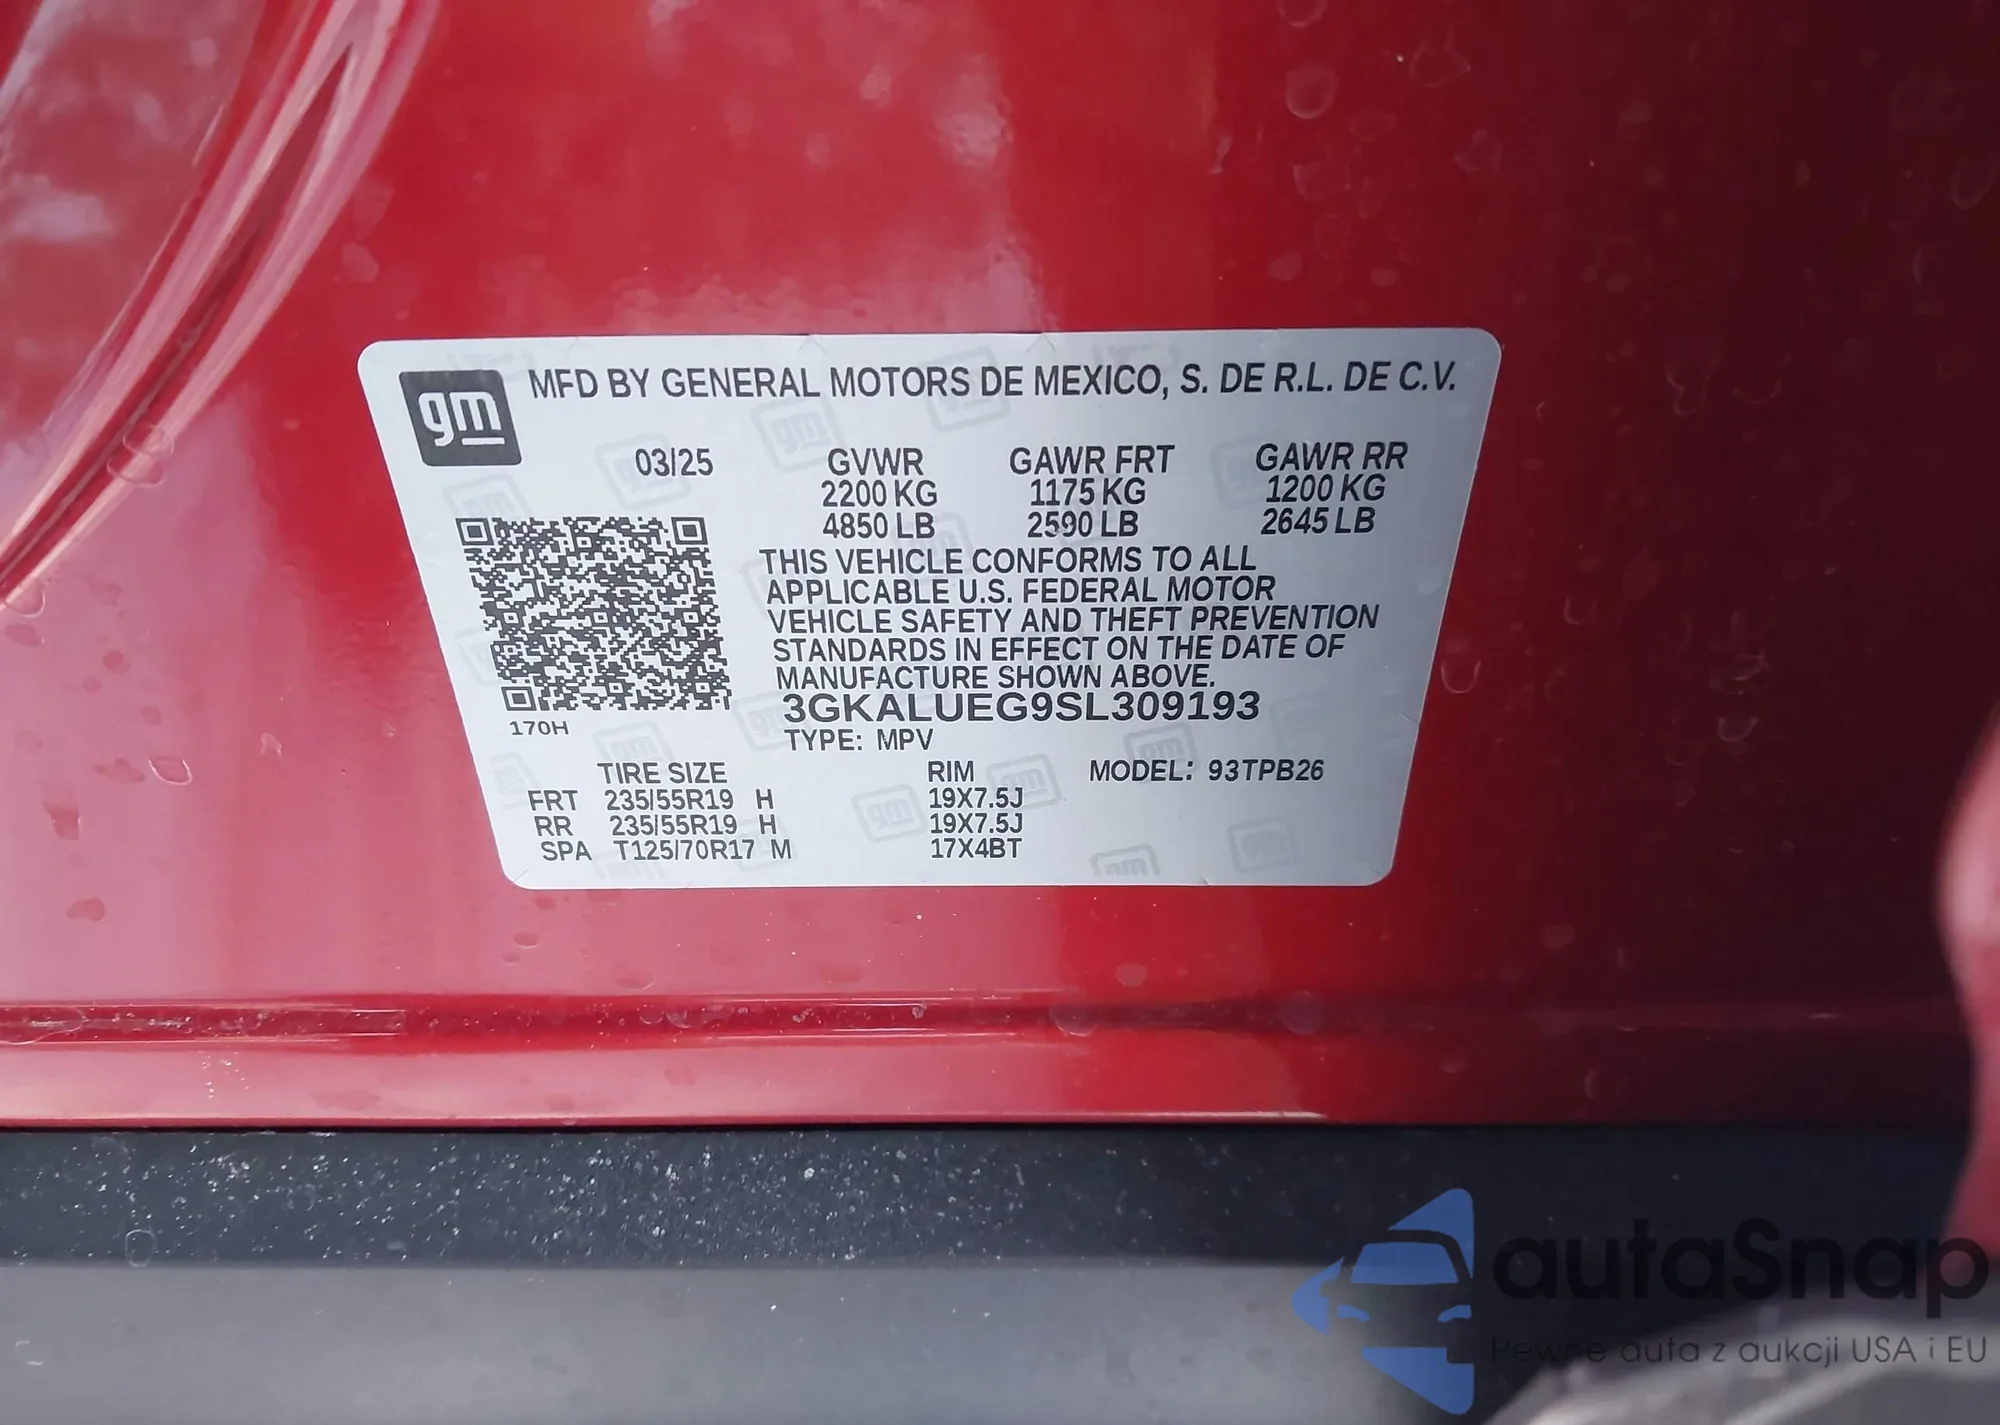 gm
MFD BY GENERAL MOTORS DE MEXICO, S. DE R.L. DE C.V.
03/25 GVWR GAWR FRT GAWR RR
2200 KG 1175 KG 1200 KG
4850 LB 2590 LB 2645 LB
THIS VEHICLE CONFORMS TO ALL
APPLICABLE U.S. FEDERAL MOTOR
VEHICLE SAFETY AND THEFT PREVENTION
STANDARDS IN EFFECT ON THE DATE OF
MANUFACTURE SHOWN ABOVE.
3GKALUEG9SL309193
170H
TYPE: MPV
TIRE SIZE RIM MODEL: 93TPB26
FRT 235/55R19 H 19X7.5J
RR 235/55R19 H 19X7.5J
SPA T125/70R17 M 17X4BT
autaSnap
Pewne auta z aukcji USA i EU